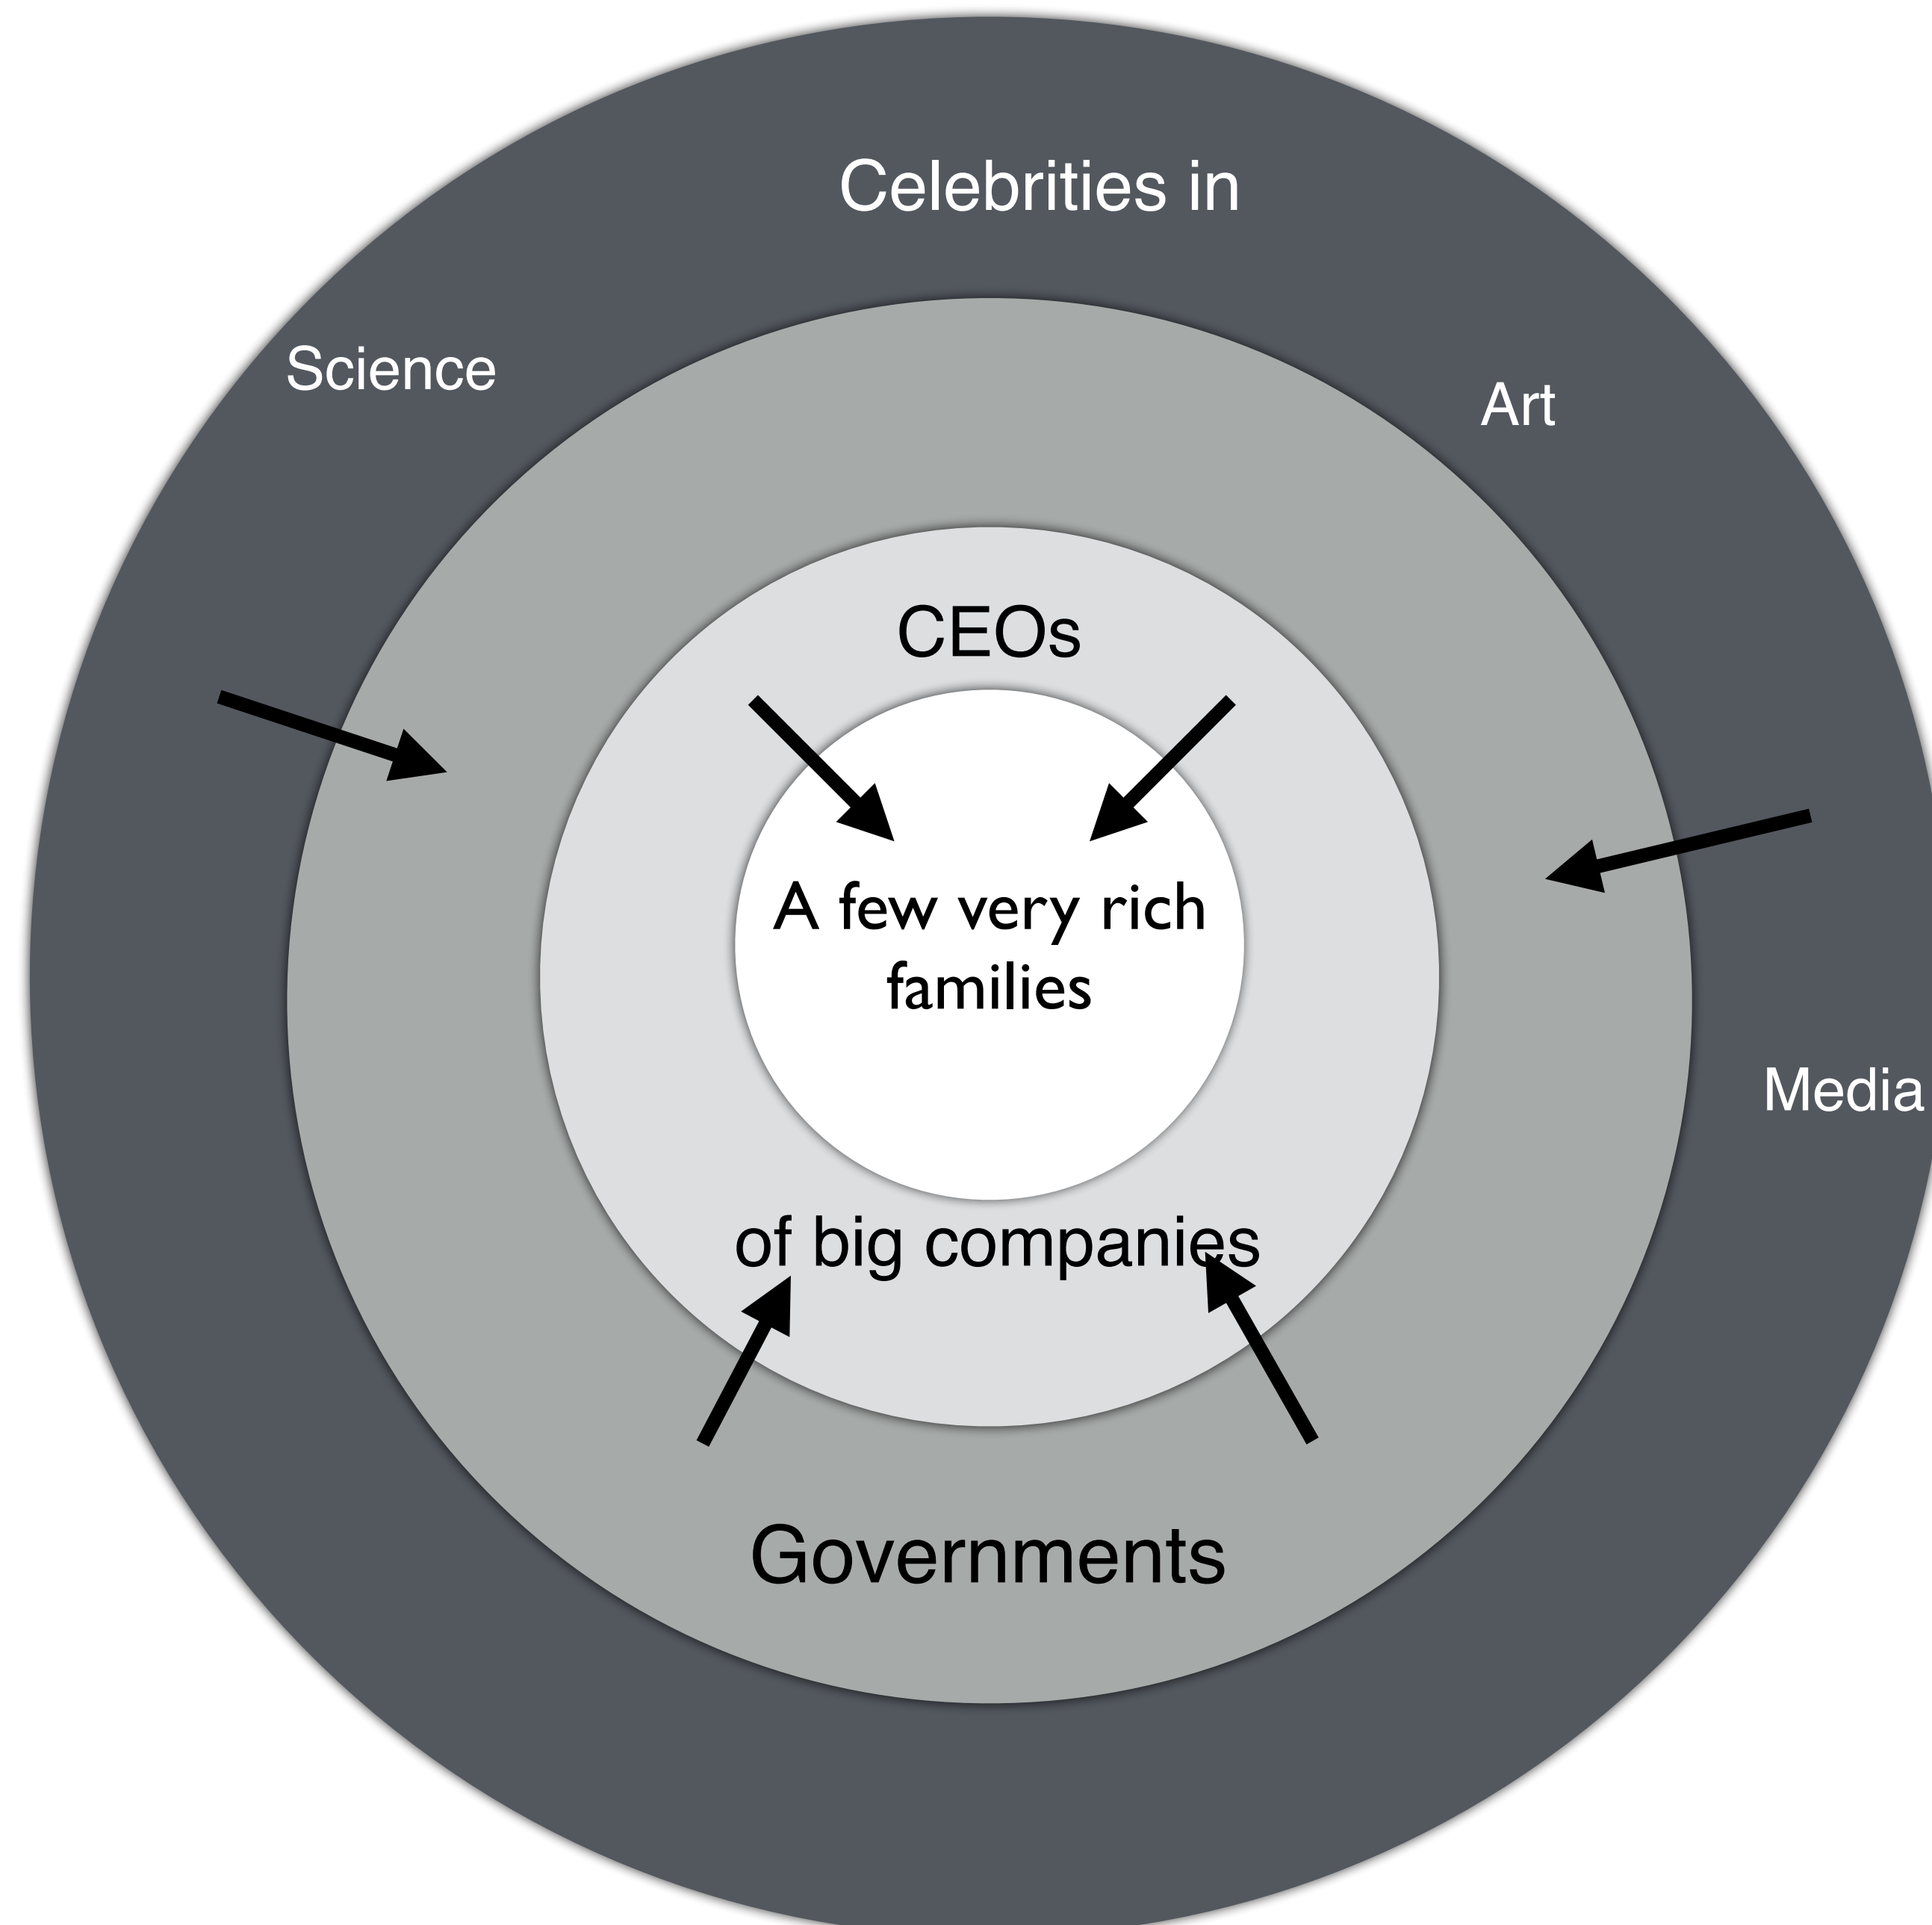 Celebrities in
Science
Art
CEOs
A few very rich
families
Media
of big companies
Governments